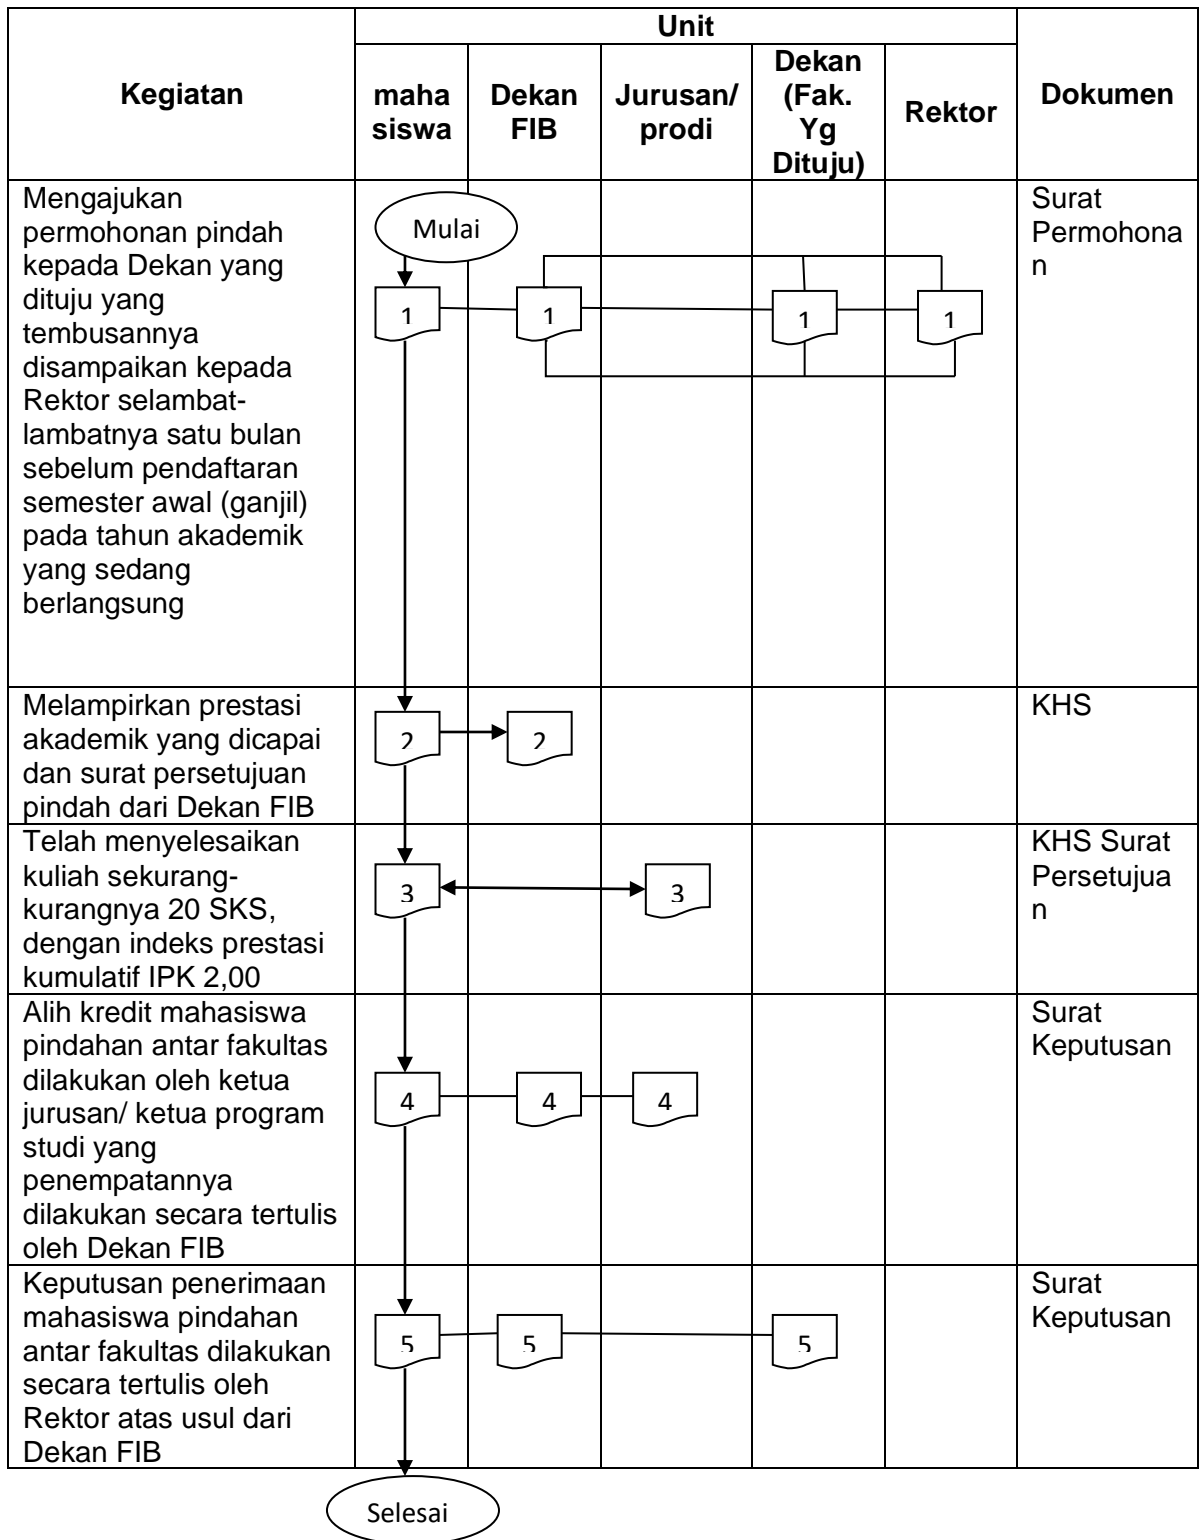 Kegiatan
Unit
Dokumen
maha
siswa
Dekan
FIB
Jurusan/
prodi
Dekan
(Fak.
Yg
Dituju)
Rektor
Mengajukan
permohonan pindah
kepada Dekan yang
dituju yang
tembusannya
disampaikan kepada
Rektor selambat-
lambatnya satu bulan
sebelum pendaftaran
semester awal (ganjil)
pada tahun akademik
yang sedang
berlangsung
Mulai
1
1
1
1
Surat
Permohona
n
Melampirkan prestasi
akademik yang dicapai
dan surat persetujuan
pindah dari Dekan FIB
2
2
KHS
Telah menyelesaikan
kuliah sekurang-
kurangnya 20 SKS,
dengan indeks prestasi
kumulatif IPK 2,00
3
3
KHS Surat
Persetujua
n
Alih kredit mahasiswa
pindahan antar fakultas
dilakukan oleh ketua
jurusan/ ketua program
studi yang
penempatannya
dilakukan secara tertulis
oleh Dekan FIB
4
4
4
Surat
Keputusan
Keputusan penerimaan
mahasiswa pindahan
antar fakultas dilakukan
secara tertulis oleh
Rektor atas usul dari
Dekan FIB
5
5
5
Surat
Keputusan
Selesai